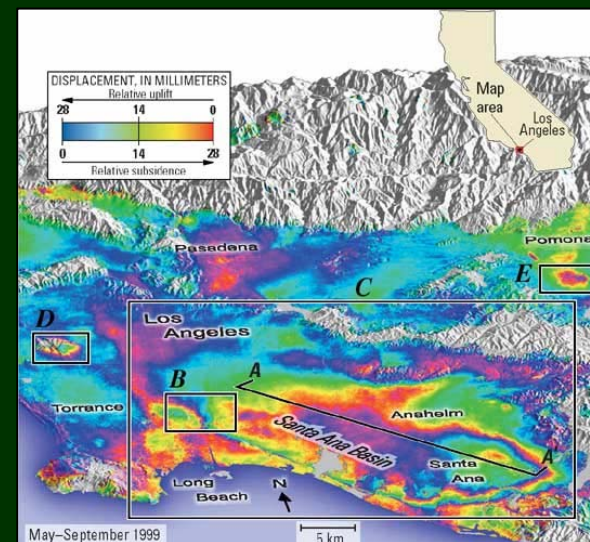 DISPLACEMENT, IN MILLIMETERS
Relative uplift
28 14 0
0 14 28
Relative subsidence
Map
area
Los
Angeles
Pasadena
Pomona
E
C
D
Los
Angeles
A
B
Torrance
Anaheim
Santa Ana Basin
Santa
Ana
A'
Long
Beach
N
May–September 1999
5 km